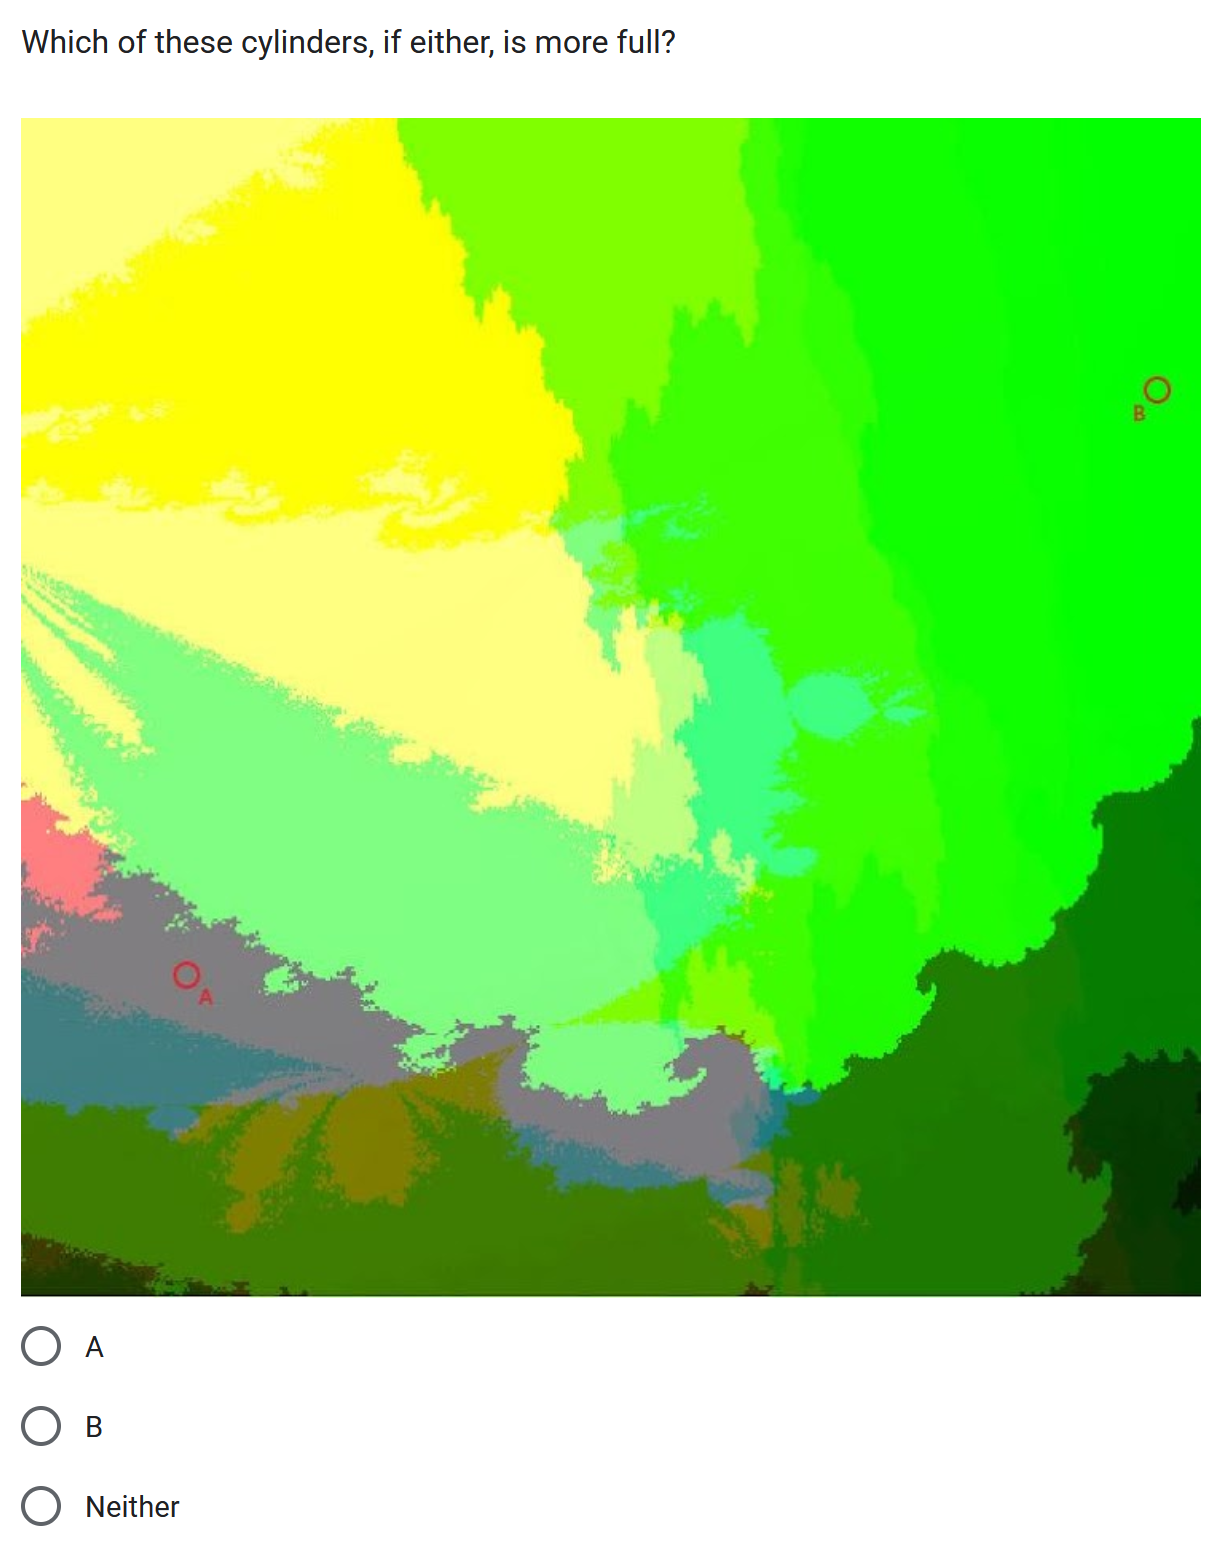 Which of these cylinders, if either, is more full?
B
A
A
B
Neither